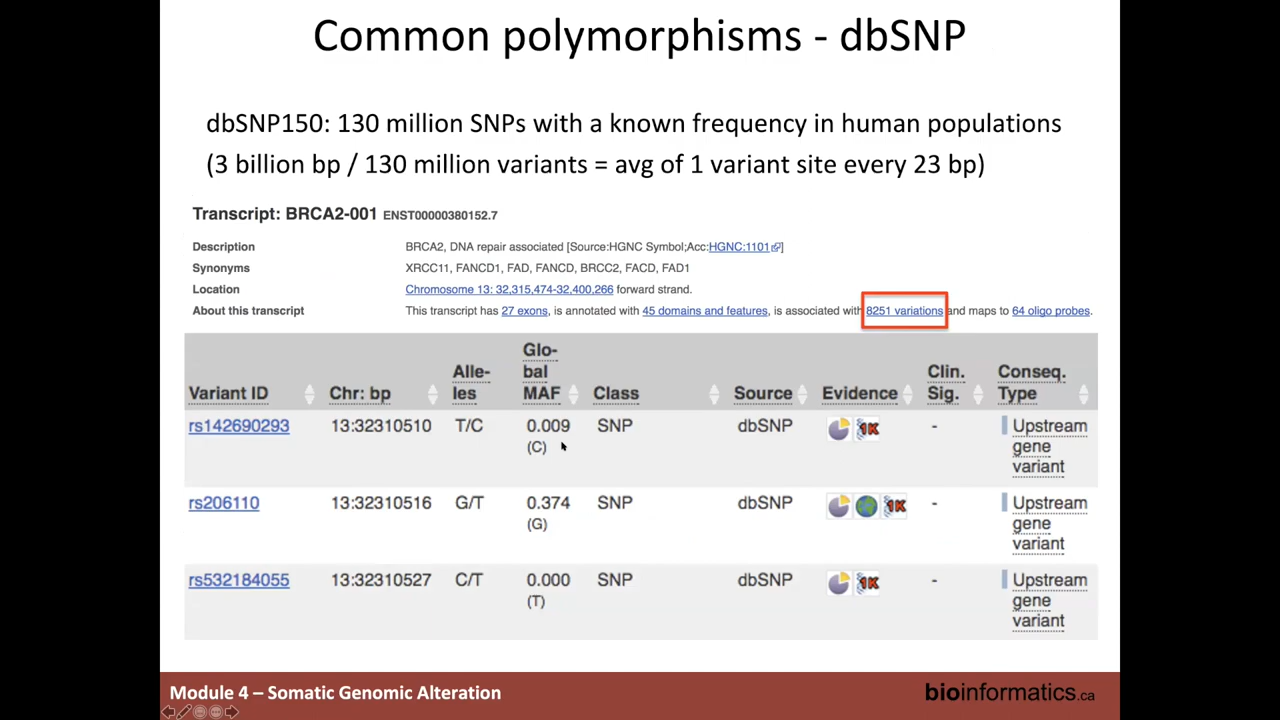 Common polymorphisms - dbSNP
dbSNP150: 130 million SNPs with a known frequency in human populations
(3 billion bp / 130 million variants = avg of 1 variant site every 23 bp)
Transcript: BRCA2-001 ENST00000380152.7
Description BRCA2, DNA repair associated [Source:HGNC Symbol;Acc:HGNC:1101]
Synonyms XRCC11, FANCD1, FAD, FANCD, BRCC2, FACD, FAD1
Location Chromosome 13: 32,315,474-32,400,266 forward strand.
About this transcript This transcript has 27 exons, is annotated with 45 domains and features, is associated with 8251 variations and maps to 64 oligo probes.
Variant ID Chr: bp Alle-
les Glo-
bal
MAF Class Source Evidence Clin.
Sig. Conseq.
Type
rs142690293 13:32310510 T/C 0.009
(C) SNP dbSNP 1K - Upstream
gene
variant
rs206110 13:32310516 G/T 0.374
(G) SNP dbSNP 1K - Upstream
gene
variant
rs532184055 13:32310527 C/T 0.000
(T) SNP dbSNP 1K - Upstream
gene
variant
Module 4 – Somatic Genomic Alteration
bioinformatics.ca